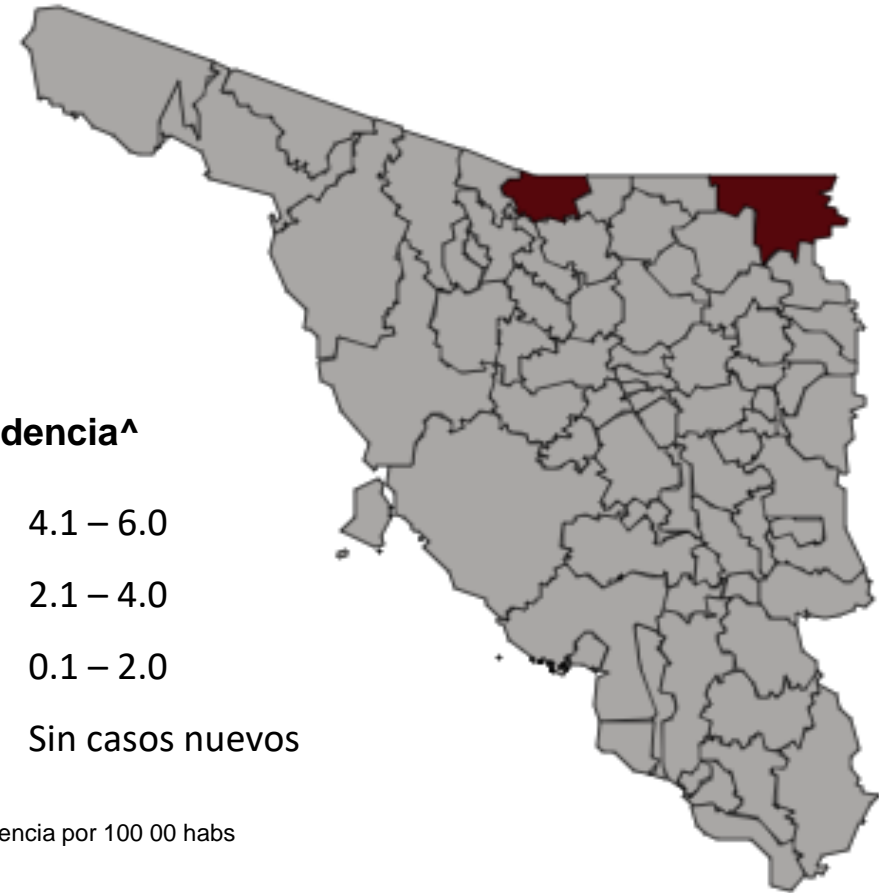 dencia^
4.1 – 6.0
2.1 – 4.0
0.1 – 2.0
Sin casos nuevos
encia por 100 00 habs